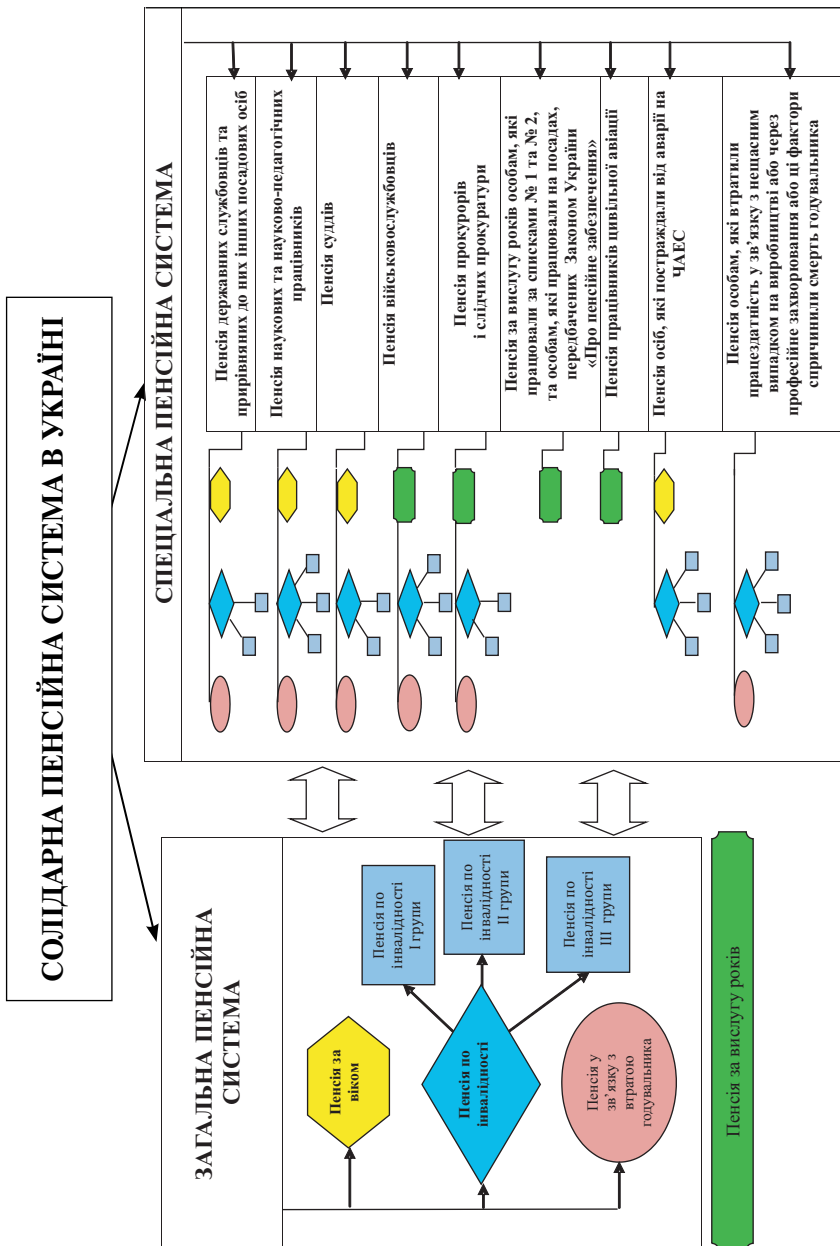 СОЛІДАРНА ПЕНСІЙНА СИСТЕМА В УКРАЇНІ
ЗАГАЛЬНА ПЕНСІЙНА
СИСТЕМА
Пенсія за
віком
Пенсія по
інвалідності
Пенсія у
зв’язку з
втратою
годувальника
Пенсія по
інвалідності
I групи
Пенсія по
інвалідності
II групи
Пенсія по
інвалідності
III групи
Пенсія за вислугу років
СПЕЦІАЛЬНА ПЕНСІЙНА СИСТЕМА
Пенсія державних службовців та
прирівняних до них інших посадових осіб
Пенсія наукових та науково-педагогічних
працівників
Пенсія суддів
Пенсія військовослужбовців
Пенсія прокурорів
і слідчих прокуратури
Пенсія за вислугу років особам, які
працювали за списками № 1 та № 2,
та особам, які працювали на посадах,
передбачених Законом України
«Про пенсійне забезпечення»
Пенсія працівників цивільної авіації
Пенсія осіб, які постраждали від аварії на
ЧАЕС
Пенсія особам, які втратили
працездатність у зв’язку з нещасним
випадком на виробництві або через
професійне захворювання або ці фактори
спричинили смерть годувальника